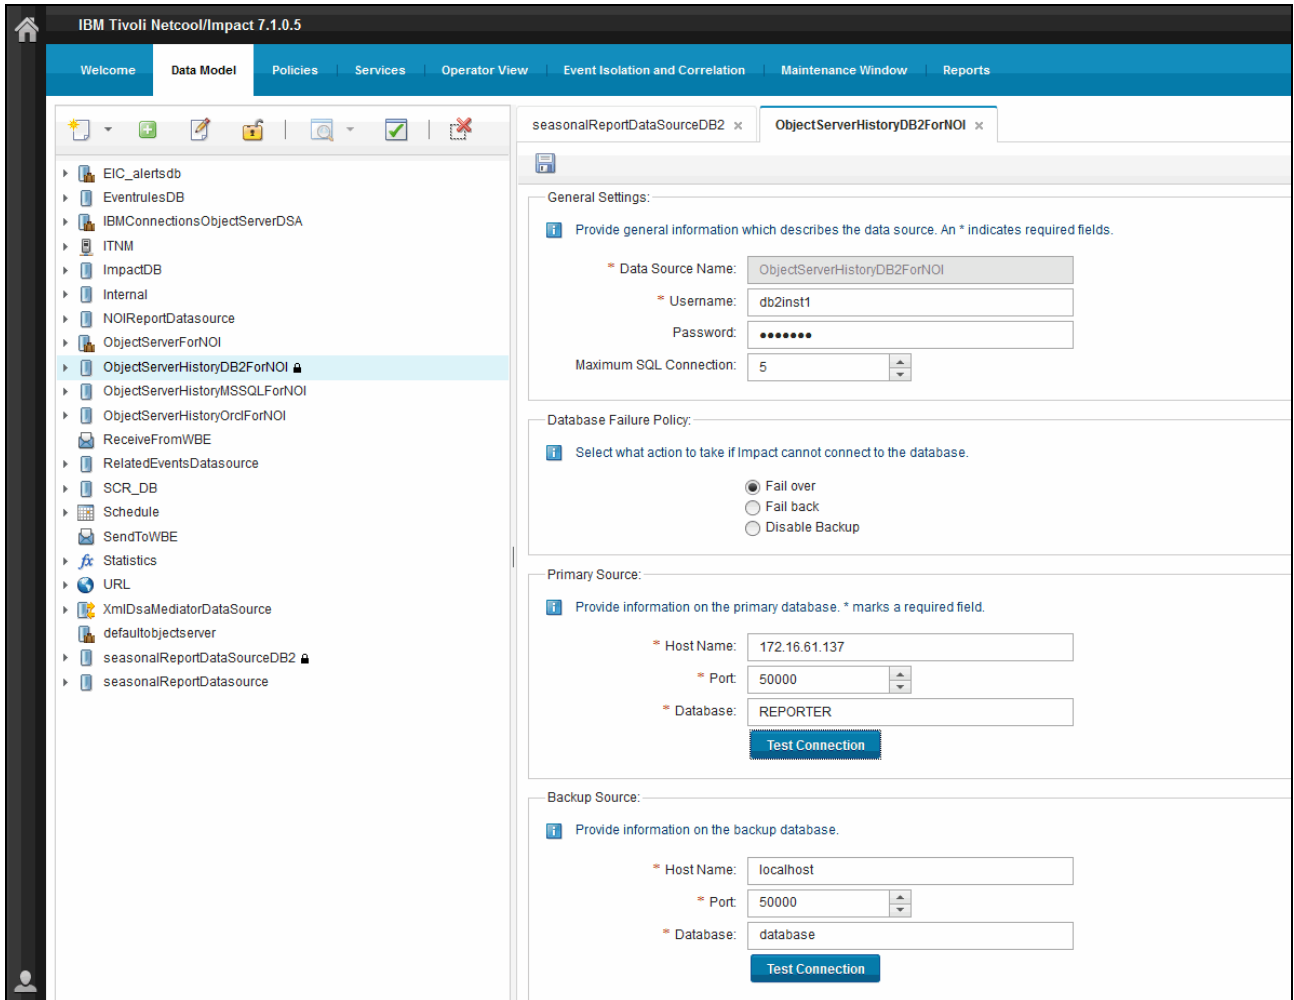 IBM Tivoli Netcool/Impact 7.1.0.5
Welcome Data Model Policies Services Operator View Event Isolation and Correlation Maintenance Window Reports
EIC_alertsdb
EventrulesDB
IBMConnectionsObjectServerDSA
ITNM
ImpactDB
Internal
NOIReportDatasource
ObjectServerForNOI
ObjectServerHistoryDB2ForNOI
ObjectServerHistoryMSSQLForNOI
ObjectServerHistoryOrclForNOI
ReceiveFromWBE
RelatedEventsDatasource
SCR_DB
Schedule
SendToWBE
fx Statistics
URL
XmlDsaMediatorDataSource
defaultobjectserver
seasonalReportDataSourceDB2
seasonalReportDatasource
seasonalReportDataSourceDB2 × ObjectServerHistoryDB2ForNOI ×
General Settings:
Provide general information which describes the data source. An * indicates required fields.
* Data Source Name: ObjectServerHistoryDB2ForNOI
* Username: db2inst1
Password: •••••••
Maximum SQL Connection: 5
Database Failure Policy:
Select what action to take if Impact cannot connect to the database.
Fail over
Fail back
Disable Backup
Primary Source:
Provide information on the primary database. * marks a required field.
* Host Name: 172.16.61.137
* Port: 50000
* Database: REPORTER
Test Connection
Backup Source:
Provide information on the backup database.
* Host Name: localhost
* Port: 50000
* Database: database
Test Connection